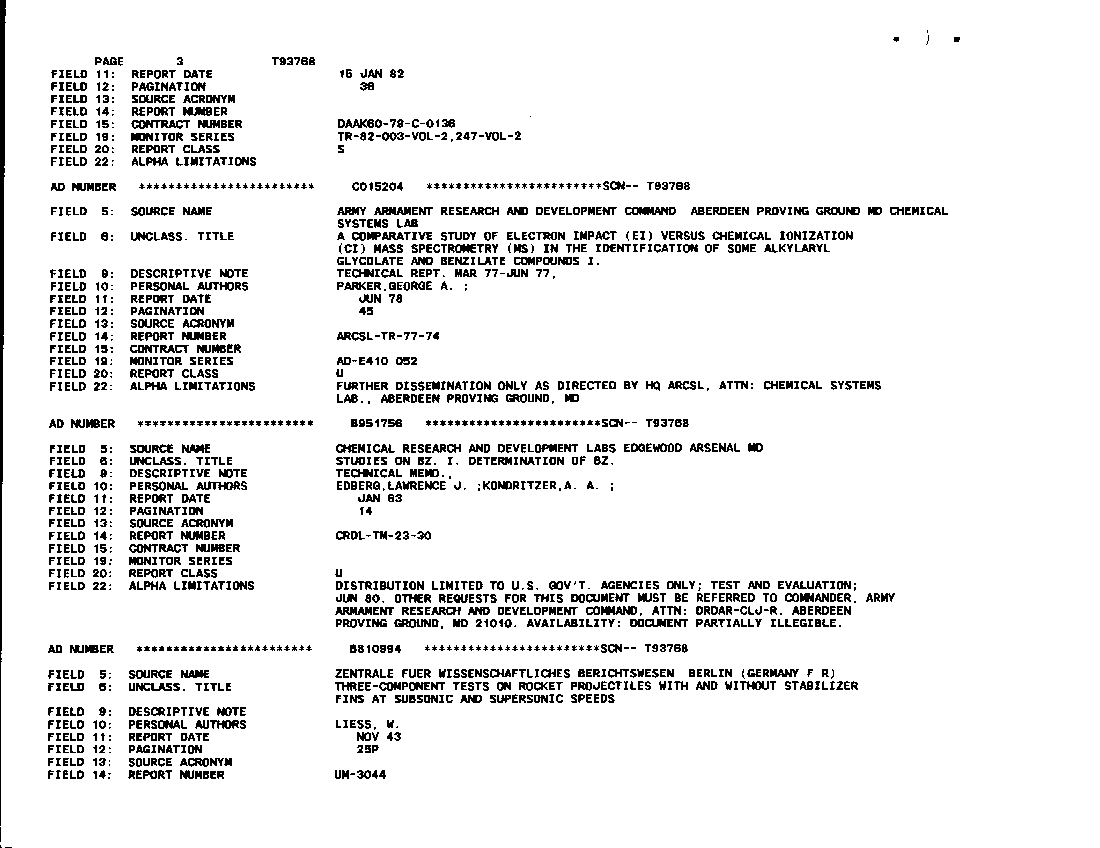 PAGE 3 T93768
FIELD 11: REPORT DATE 15 JAN 82
FIELD 12: PAGINATION 38
FIELD 13: SOURCE ACRONYM
FIELD 14: REPORT NUMBER
FIELD 15: CONTRACT NUMBER DAAK60-79-C-0136
FIELD 19: MONITOR SERIES TR-82-003-VOL-2,247-VOL-2
FIELD 20: REPORT CLASS S
FIELD 22: ALPHA LIMITATIONS
AD NUMBER ************************ C015204 ************************SCN-- T93768
FIELD 5: SOURCE NAME ARMY ARMAMENT RESEARCH AND DEVELOPMENT COMMAND ABERDEEN PROVING GROUND MD CHEMICAL
SYSTEMS LAB
FIELD 6: UNCLASS. TITLE A COMPARATIVE STUDY OF ELECTRON IMPACT (EI) VERSUS CHEMICAL IONIZATION
(CI) MASS SPECTROMETRY (MS) IN THE IDENTIFICATION OF SOME ALKYLARYL
GLYCOLATE AND BENZILATE COMPOUNDS I.
FIELD 9: DESCRIPTIVE NOTE TECHNICAL REPT. MAR 77-JUN 77,
FIELD 10: PERSONAL AUTHORS PARKER,GEORGE A. ;
FIELD 11: REPORT DATE JUN 78
FIELD 12: PAGINATION 45
FIELD 13: SOURCE ACRONYM
FIELD 14: REPORT NUMBER ARCSL-TR-77-74
FIELD 15: CONTRACT NUMBER
FIELD 19: MONITOR SERIES AD-E410 052
FIELD 20: REPORT CLASS U
FIELD 22: ALPHA LIMITATIONS FURTHER DISSEMINATION ONLY AS DIRECTED BY HQ ARCSL, ATTN: CHEMICAL SYSTEMS
LAB., ABERDEEN PROVING GROUND, MD
AD NUMBER ************************ B951756 ************************SCN-- T93768
FIELD 5: SOURCE NAME CHEMICAL RESEARCH AND DEVELOPMENT LABS EDGEWOOD ARSENAL MD
FIELD 6: UNCLASS. TITLE STUDIES ON BZ. I. DETERMINATION OF BZ.
FIELD 9: DESCRIPTIVE NOTE TECHNICAL MEMO.,
FIELD 10: PERSONAL AUTHORS EDBERG,LAWRENCE J. ;KONDRITZER,A. A. ;
FIELD 11: REPORT DATE JAN 63
FIELD 12: PAGINATION 14
FIELD 13: SOURCE ACRONYM
FIELD 14: REPORT NUMBER CRDL-TM-23-30
FIELD 15: CONTRACT NUMBER
FIELD 19: MONITOR SERIES
FIELD 20: REPORT CLASS U
FIELD 22: ALPHA LIMITATIONS DISTRIBUTION LIMITED TO U.S. GOV'T. AGENCIES ONLY; TEST AND EVALUATION;
JUN 80. OTHER REQUESTS FOR THIS DOCUMENT MUST BE REFERRED TO COMMANDER, ARMY
ARMAMENT RESEARCH AND DEVELOPMENT COMMAND, ATTN: DRDAR-CLJ-R. ABERDEEN
PROVING GROUND, MD 21010. AVAILABILITY: DOCUMENT PARTIALLY ILLEGIBLE.
AD NUMBER ************************ B810994 ************************SCN-- T93768
FIELD 5: SOURCE NAME ZENTRALE FUER WISSENSCHAFTLICHES BERICHTSWESEN BERLIN (GERMANY F R)
FIELD 6: UNCLASS. TITLE THREE-COMPONENT TESTS ON ROCKET PROJECTILES WITH AND WITHOUT STABILIZER
FINS AT SUBSONIC AND SUPERSONIC SPEEDS
FIELD 9: DESCRIPTIVE NOTE
FIELD 10: PERSONAL AUTHORS LIESS, W.
FIELD 11: REPORT DATE NOV 43
FIELD 12: PAGINATION 25P
FIELD 13: SOURCE ACRONYM
FIELD 14: REPORT NUMBER UM-3044